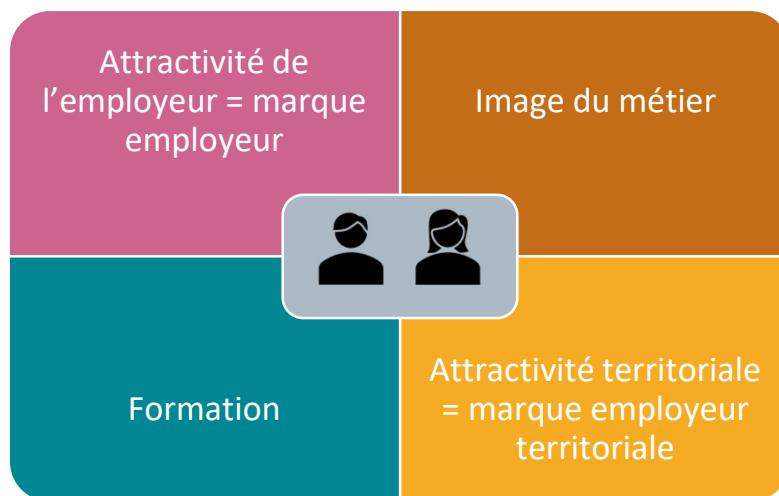 Attractivité de
l'employeur = marque
employeur
Image du métier
Formation
Attractivité territoriale
= marque employeur
territoriale